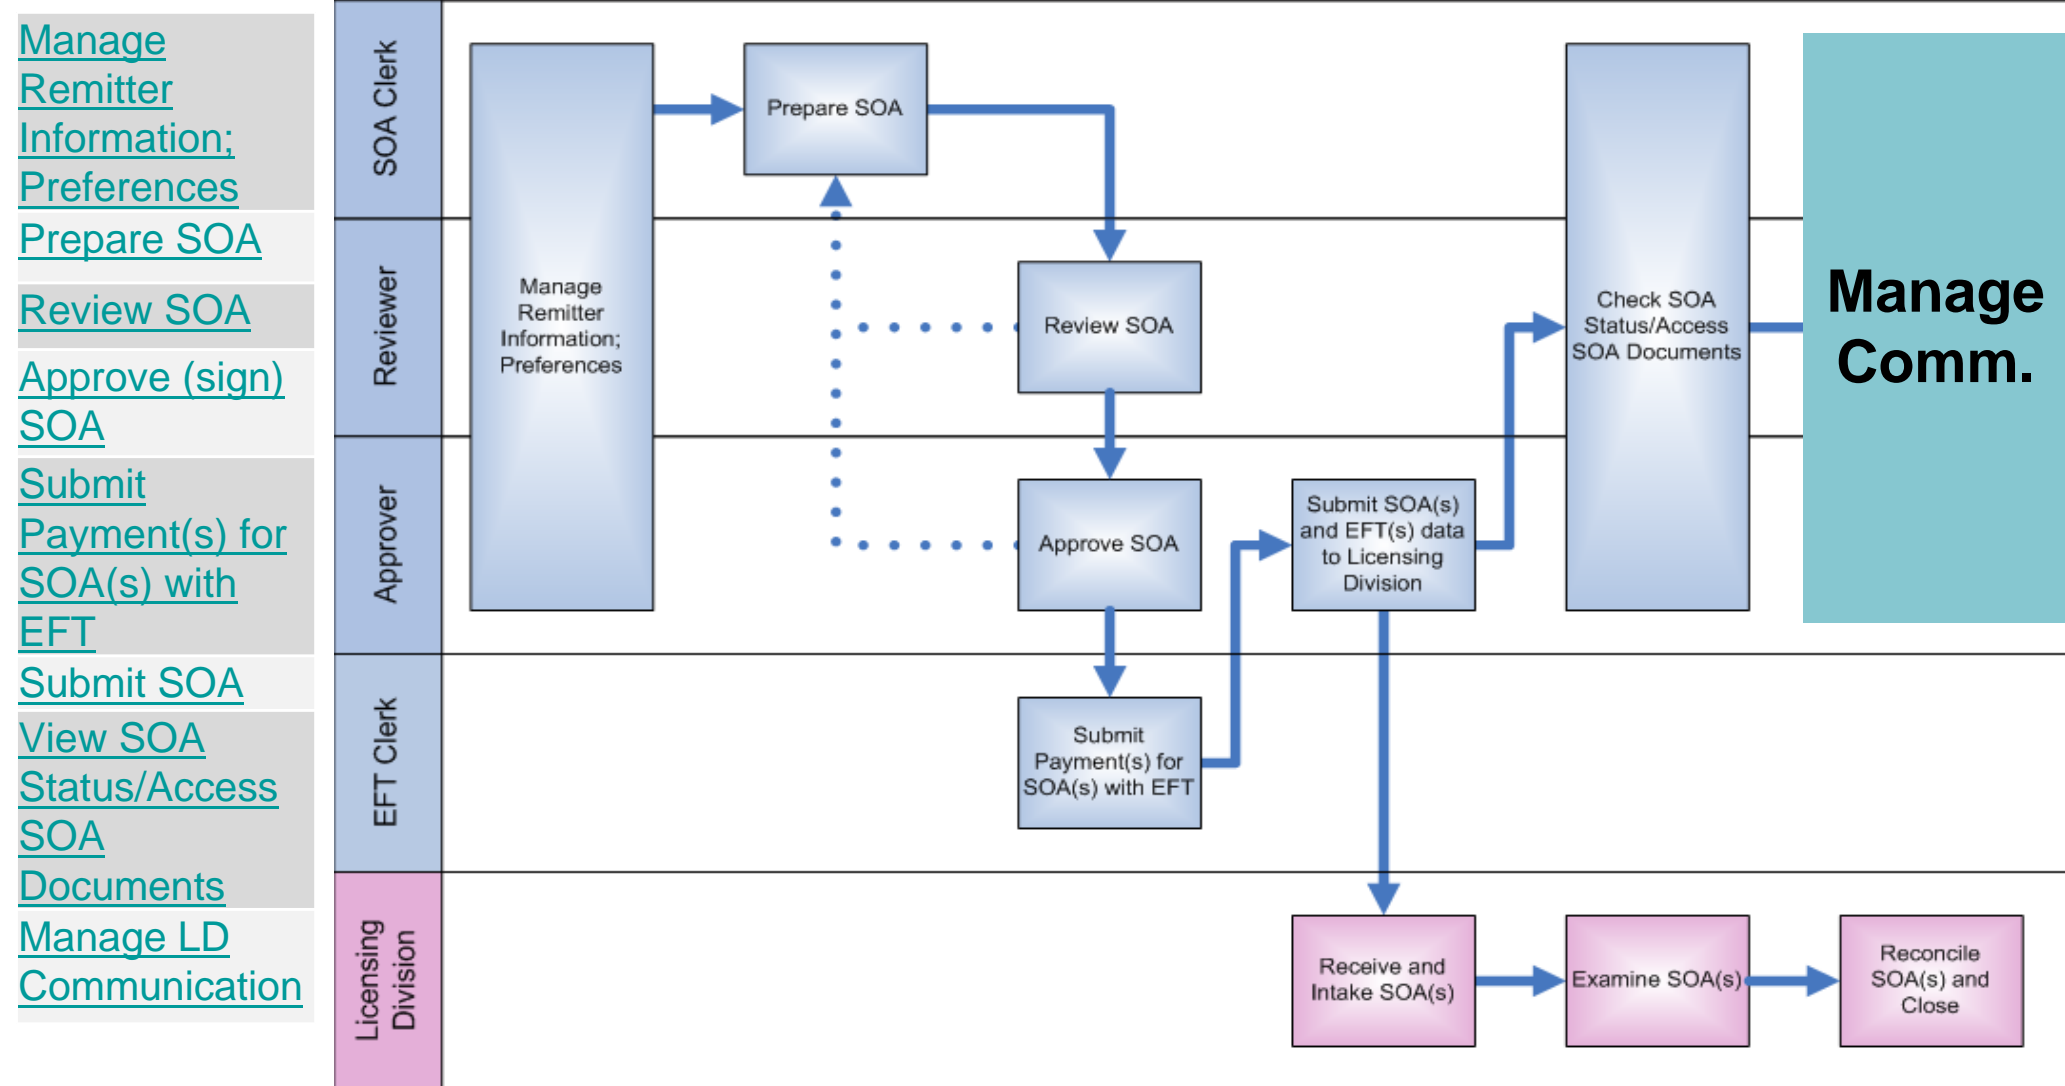 Manage
Remitter
Information;
Preferences
Prepare SOA
Review SOA
Approve (sign)
SOA
Submit
Payment(s) for
SOA(s) with
EFT
Submit SOA
View SOA
Status/Access
SOA
Documents
Manage LD
Communication
SOA Clerk
Reviewer
Approver
EFT Clerk
Licensing
Division
Manage
Remitter
Information;
Preferences
Prepare SOA
Review SOA
Approve SOA
Submit
Payment(s) for
SOA(s) with EFT
Submit SOA(s)
and EFT(s) data
to Licensing
Division
Check SOA
Status/Access
SOA Documents
Manage
Comm.
Receive and
Intake SOA(s)
Examine SOA(s)
Reconcile
SOA(s) and
Close